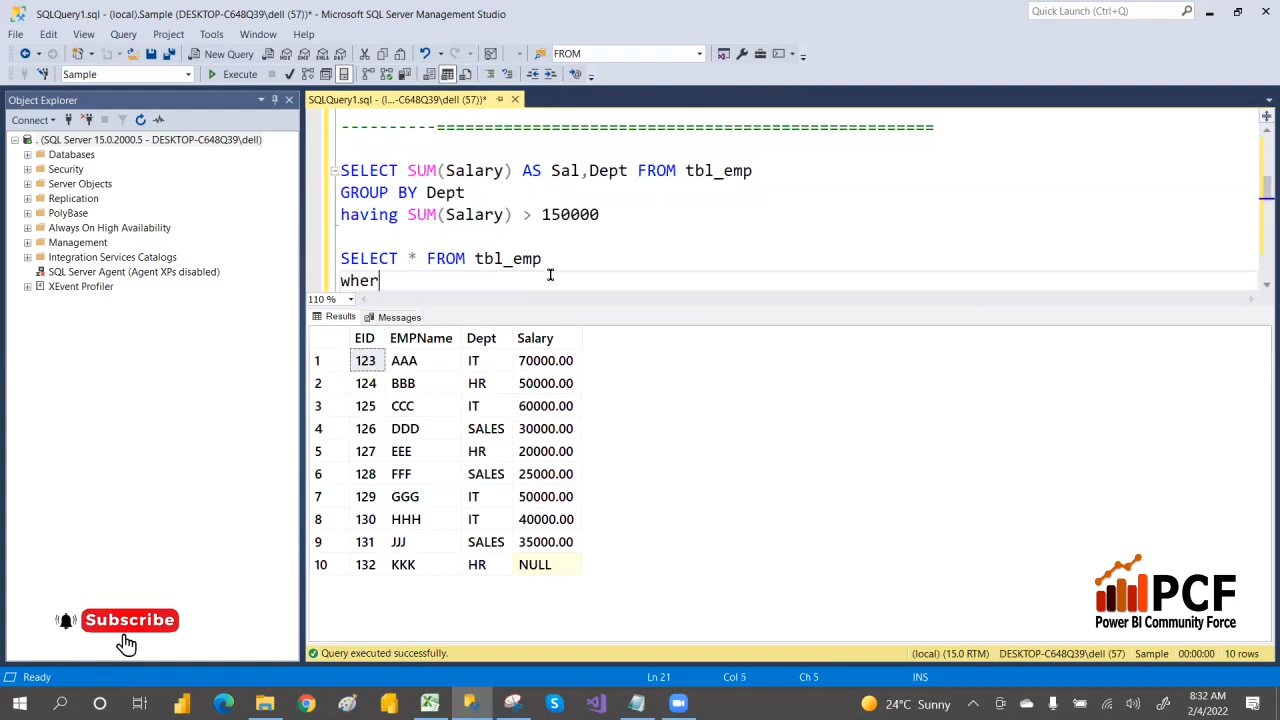 SQLQuery1.sql - (local).Sample (DESKTOP-C648Q39\dell (57))* - Microsoft SQL Server Management Studio
Quick Launch (Ctrl+Q)
File Edit View Query Project Tools Window Help
New Query FROM
Sample Execute
Object Explorer
SQLQuery1.sql - (l...-C648Q39\dell (57))*
Connect
. (SQL Server 15.0.2000.5 - DESKTOP-C648Q39\dell)
Databases
Security
Server Objects
Replication
PolyBase
Always On High Availability
Management
Integration Services Catalogs
SQL Server Agent (Agent XPs disabled)
XEvent Profiler
----------====================================================
SELECT SUM(Salary) AS Sal,Dept FROM tbl_emp
GROUP BY Dept
having SUM(Salary) > 150000
SELECT * FROM tbl_emp
wher
110 %
Results Messages
EID EMPName Dept Salary
1 123 AAA IT 70000.00
2 124 BBB HR 50000.00
3 125 CCC IT 60000.00
4 126 DDD SALES 30000.00
5 127 EEE HR 20000.00
6 128 FFF SALES 25000.00
7 129 GGG IT 50000.00
8 130 HHH IT 40000.00
9 131 JJJ SALES 35000.00
10 132 KKK HR NULL
Subscribe
PCF
Power BI Community Force
Query executed successfully. (local) (15.0 RTM) DESKTOP-C648Q39\dell (57) Sample 00:00:00 10 rows
Ready Ln 21 Col 5 Ch 5 INS
24°C Sunny
8:32 AM
2/4/2022